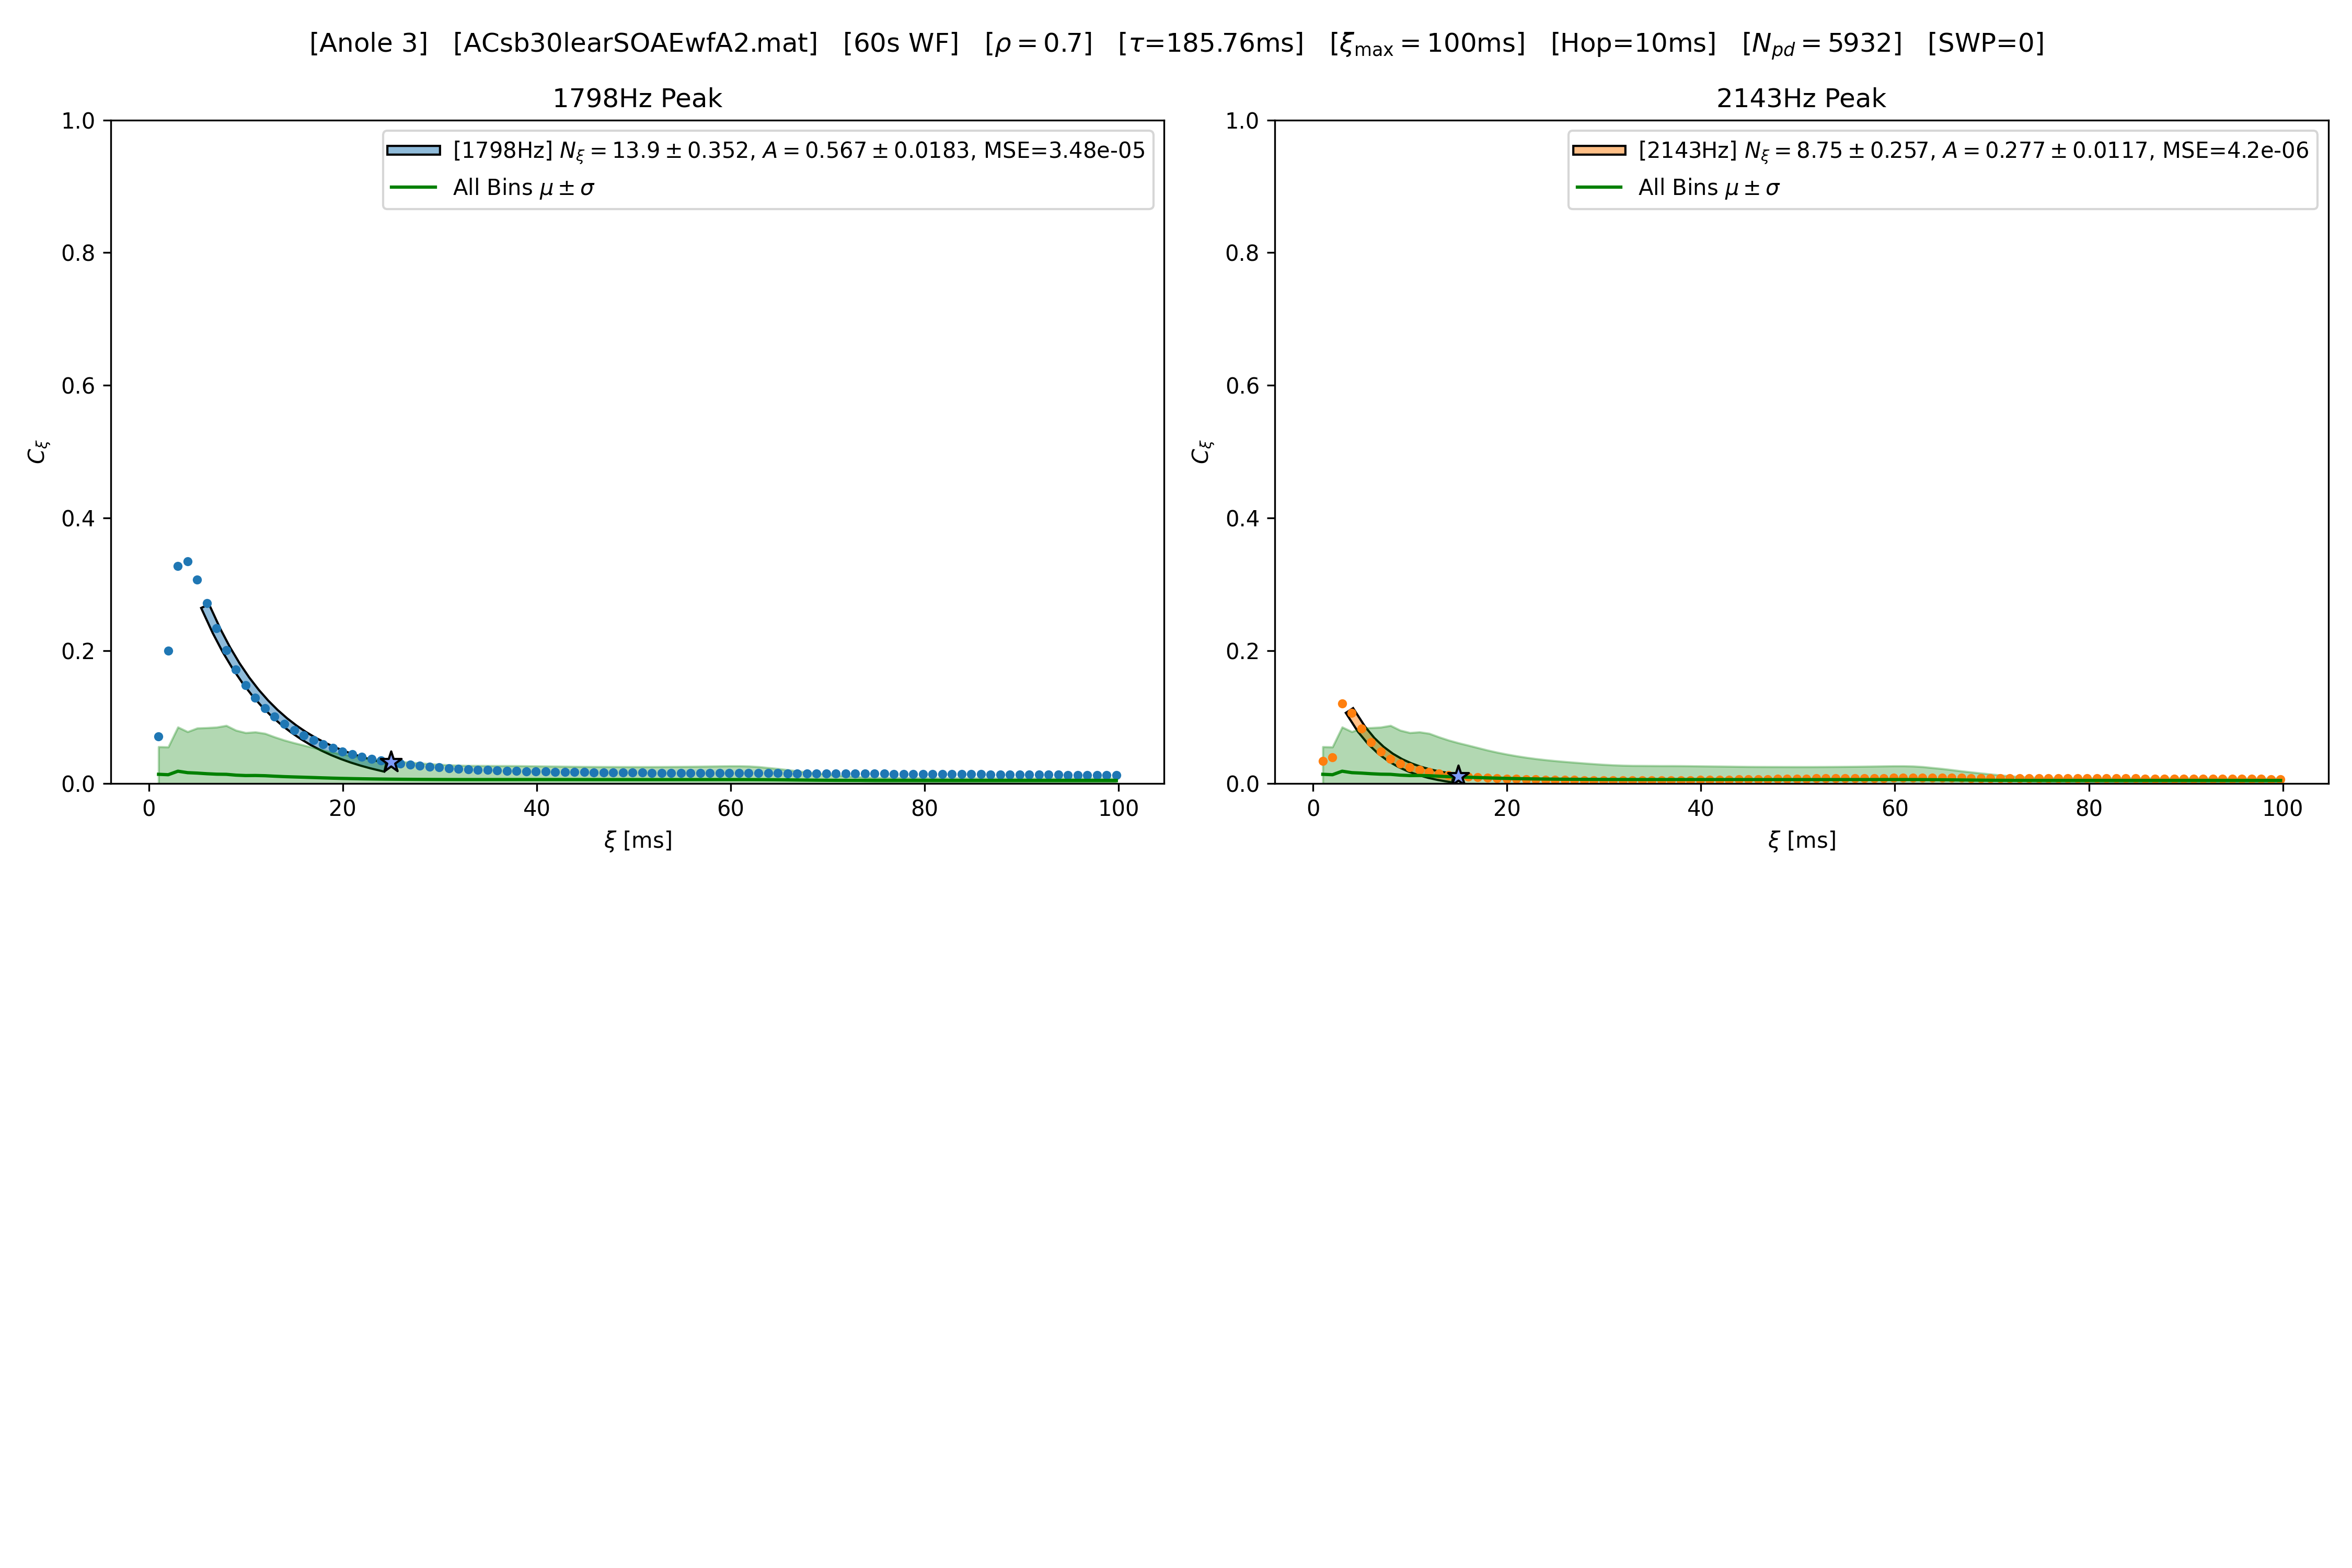 [Anole 3] [ACsb30learSOAEwfA2.mat] [60s WF] [ρ = 0.7] [τ=185.76ms] [ξmax = 100ms] [Hop=10ms] [Npd = 5932] [SWP=0]
1798Hz Peak
1.0
0.8
0.6
0.4
0.2
0.0
Cξ
[1798Hz] Nξ = 13.9 ± 0.352, A = 0.567 ± 0.0183, MSE=3.48e-05
All Bins μ ± σ
0 20 40 60 80 100
ξ [ms]
2143Hz Peak
1.0
0.8
0.6
0.4
0.2
0.0
Cξ
[2143Hz] Nξ = 8.75 ± 0.257, A = 0.277 ± 0.0117, MSE=4.2e-06
All Bins μ ± σ
0 20 40 60 80 100
ξ [ms]